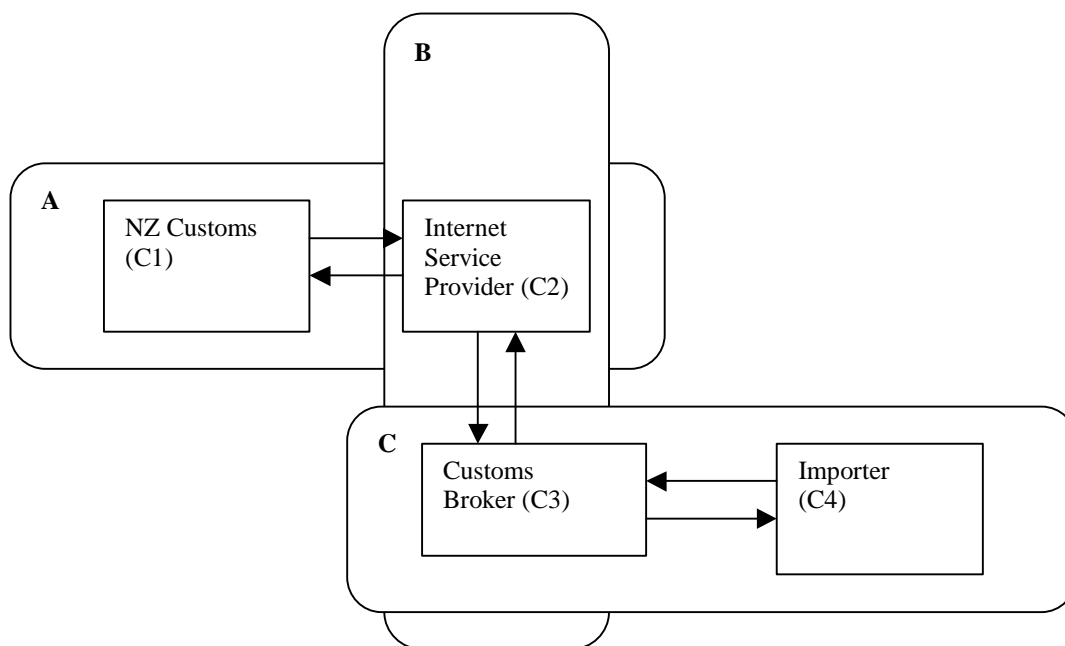 B
A
NZ Customs
(C1)
Internet
Service
Provider (C2)
C
Customs
Broker (C3)
Importer
(C4)